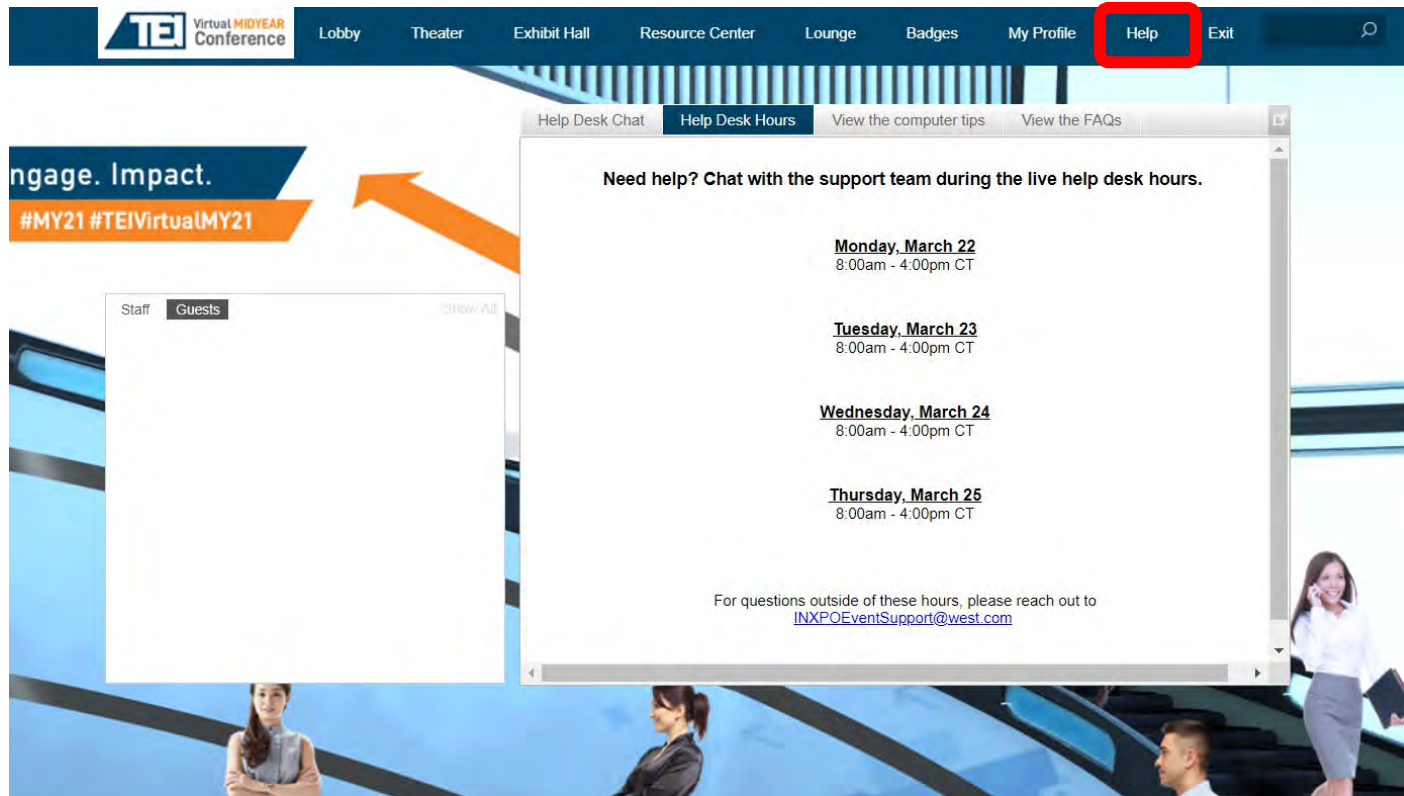 TEI Virtual MIDYEAR Conference
Lobby Theater Exhibit Hall Resource Center Lounge Badges My Profile Help Exit
Help Desk Chat Help Desk Hours View the computer tips View the FAQs
ngage. Impact.
#MY21 #TEIVirtualMY21
Need help? Chat with the support team during the live help desk hours.
Monday, March 22
8:00am - 4:00pm CT
Tuesday, March 23
8:00am - 4:00pm CT
Wednesday, March 24
8:00am - 4:00pm CT
Thursday, March 25
8:00am - 4:00pm CT
For questions outside of these hours, please reach out to
INXPOEventSupport@west.com
Staff Guests Show All